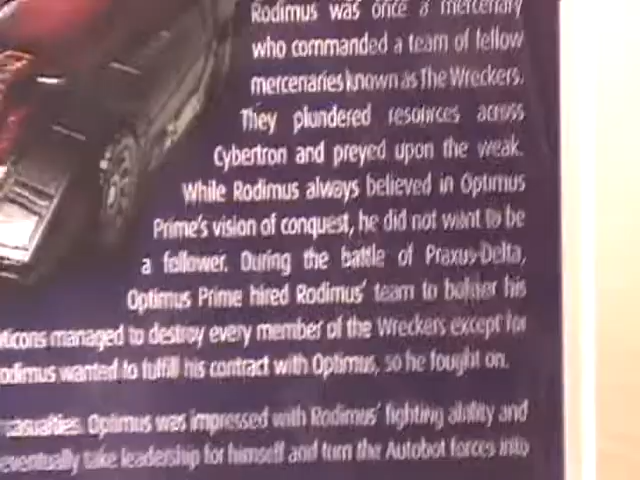 Rodimus was once a mercenary
who commanded a team of fellow
mercenaries known as The Wreckers.
They plundered resources across
Cybertron and preyed upon the weak.
While Rodimus always believed in Optimus
Prime's vision of conquest, he did not want to be
a follower. During the battle of Praxus-Delta,
Optimus Prime hired Rodimus' team to bolster his
ticons managed to destroy every member of the Wreckers except for
odimus wanted to fulfill his contract with Optimus, so he fought on.
casualties. Optimus was impressed with Rodimus' fighting ability and
eventually take leadership for himself and turn the Autobot forces into